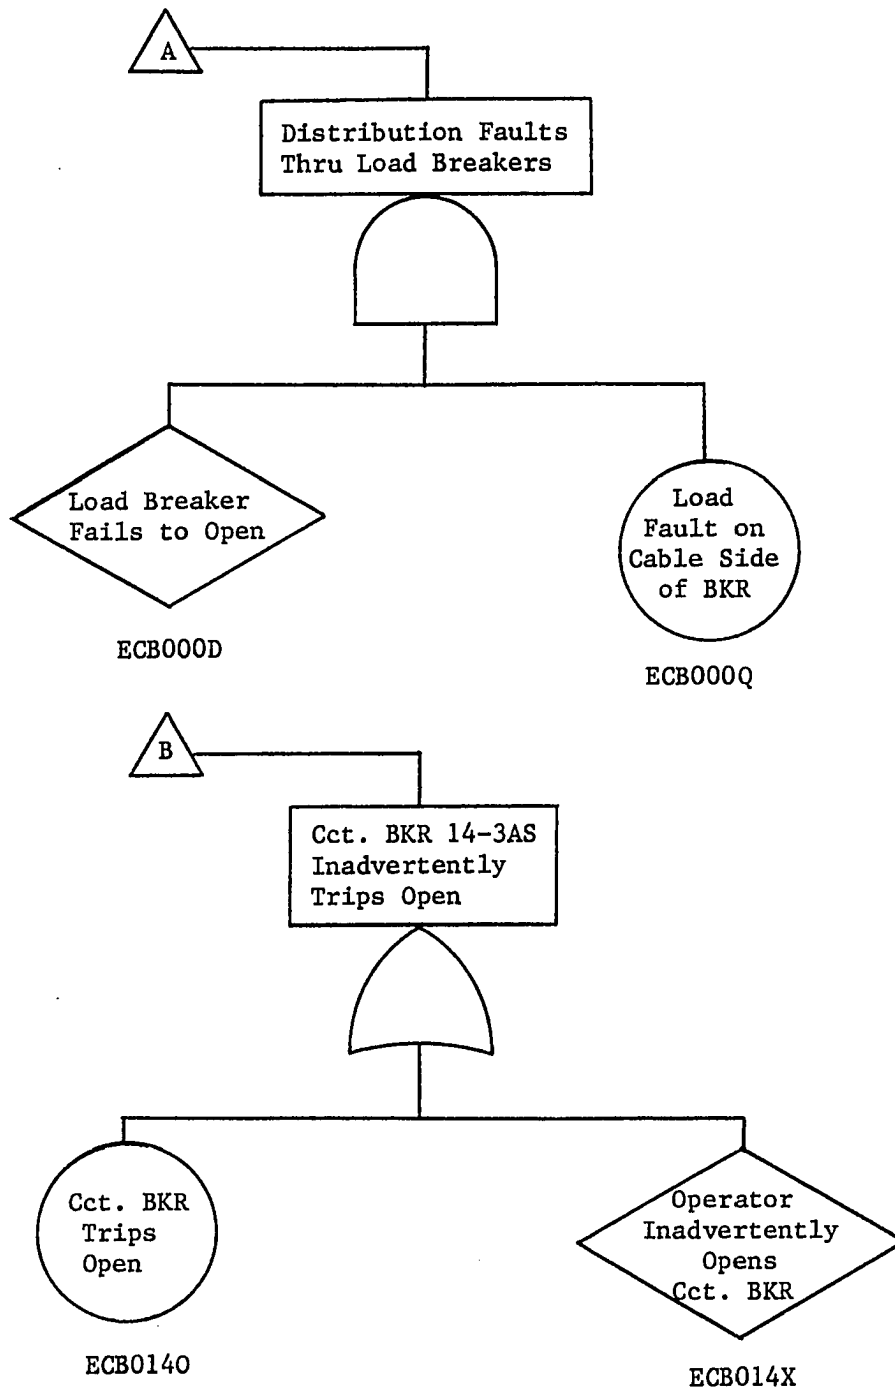 A
Distribution Faults
Thru Load Breakers
Load Breaker
Fails to Open
ECB000D
Load
Fault on
Cable Side
of BKR
ECB000Q
B
Cct. BKR 14-3AS
Inadvertently
Trips Open
Cct. BKR
Trips
Open
ECB014O
Operator
Inadvertently
Opens
Cct. BKR
ECB014X